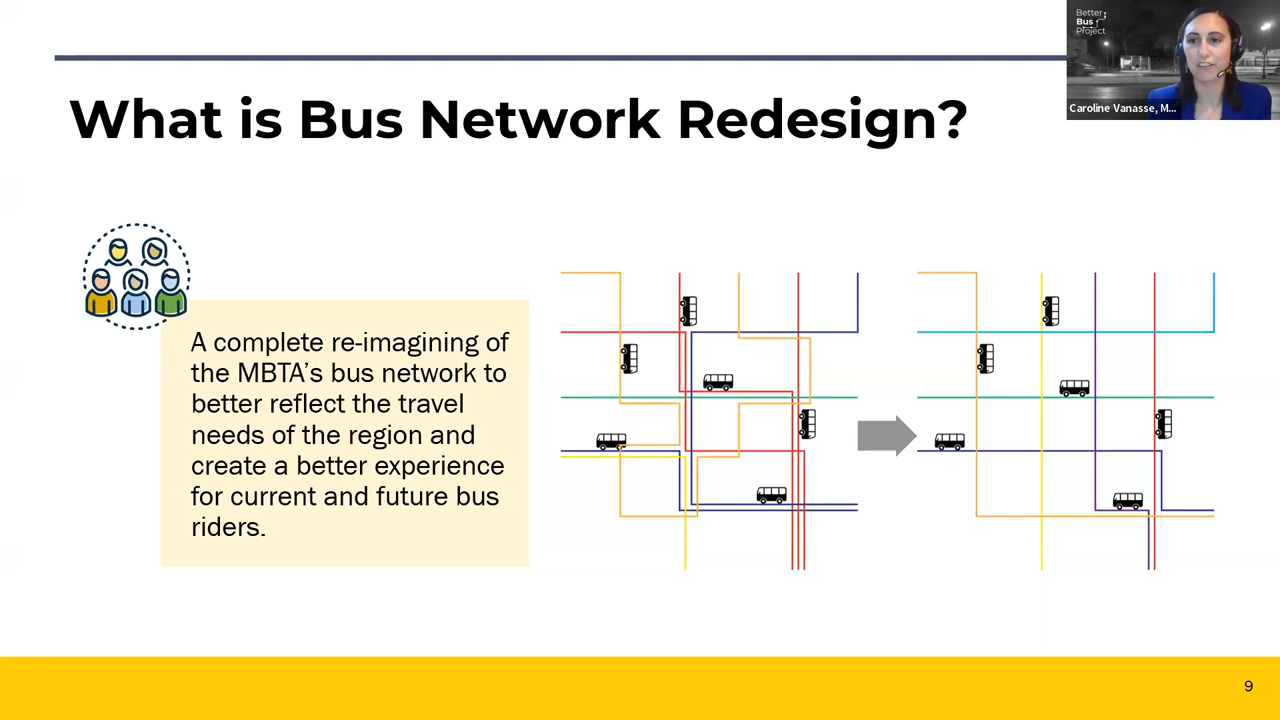 Better
Bus
Project
Caroline Vanasse, M...
What is Bus Network Redesign?
A complete re-imagining of
the MBTA's bus network to
better reflect the travel
needs of the region and
create a better experience
for current and future bus
riders.
9